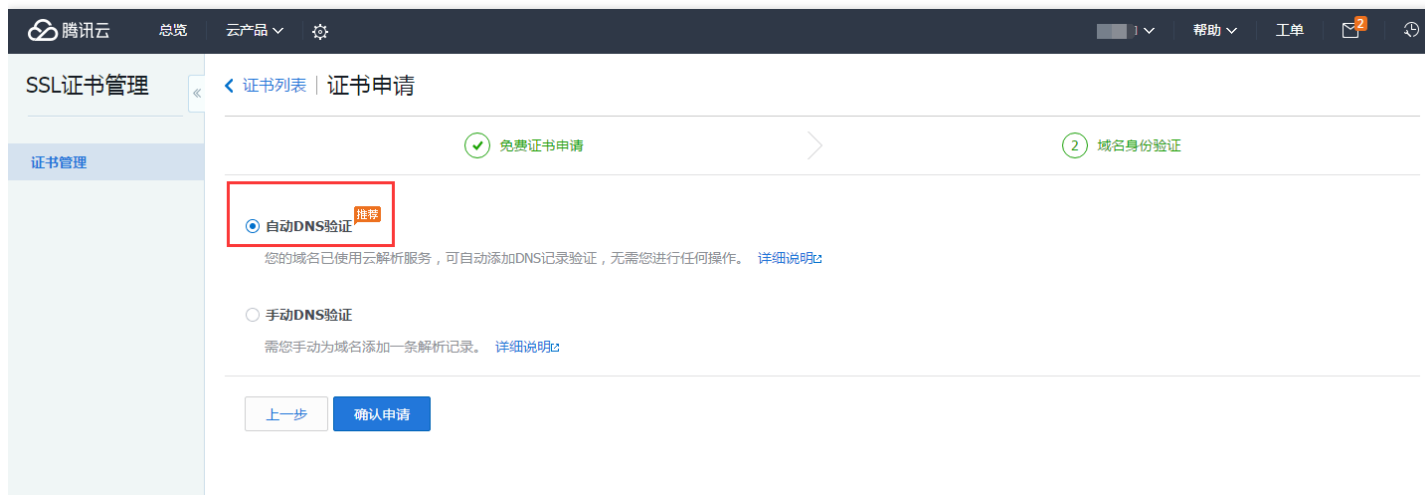 腾讯云 总览 云产品 帮助 工单 2
SSL证书管理 « 证书列表 证书申请
免费证书申请 2 域名身份验证
证书管理
自动DNS验证 推荐
您的域名已使用云解析服务，可自动添加DNS记录验证，无需您进行任何操作。 详细说明
手动DNS验证
需您手动为域名添加一条解析记录。 详细说明
上一步 确认申请